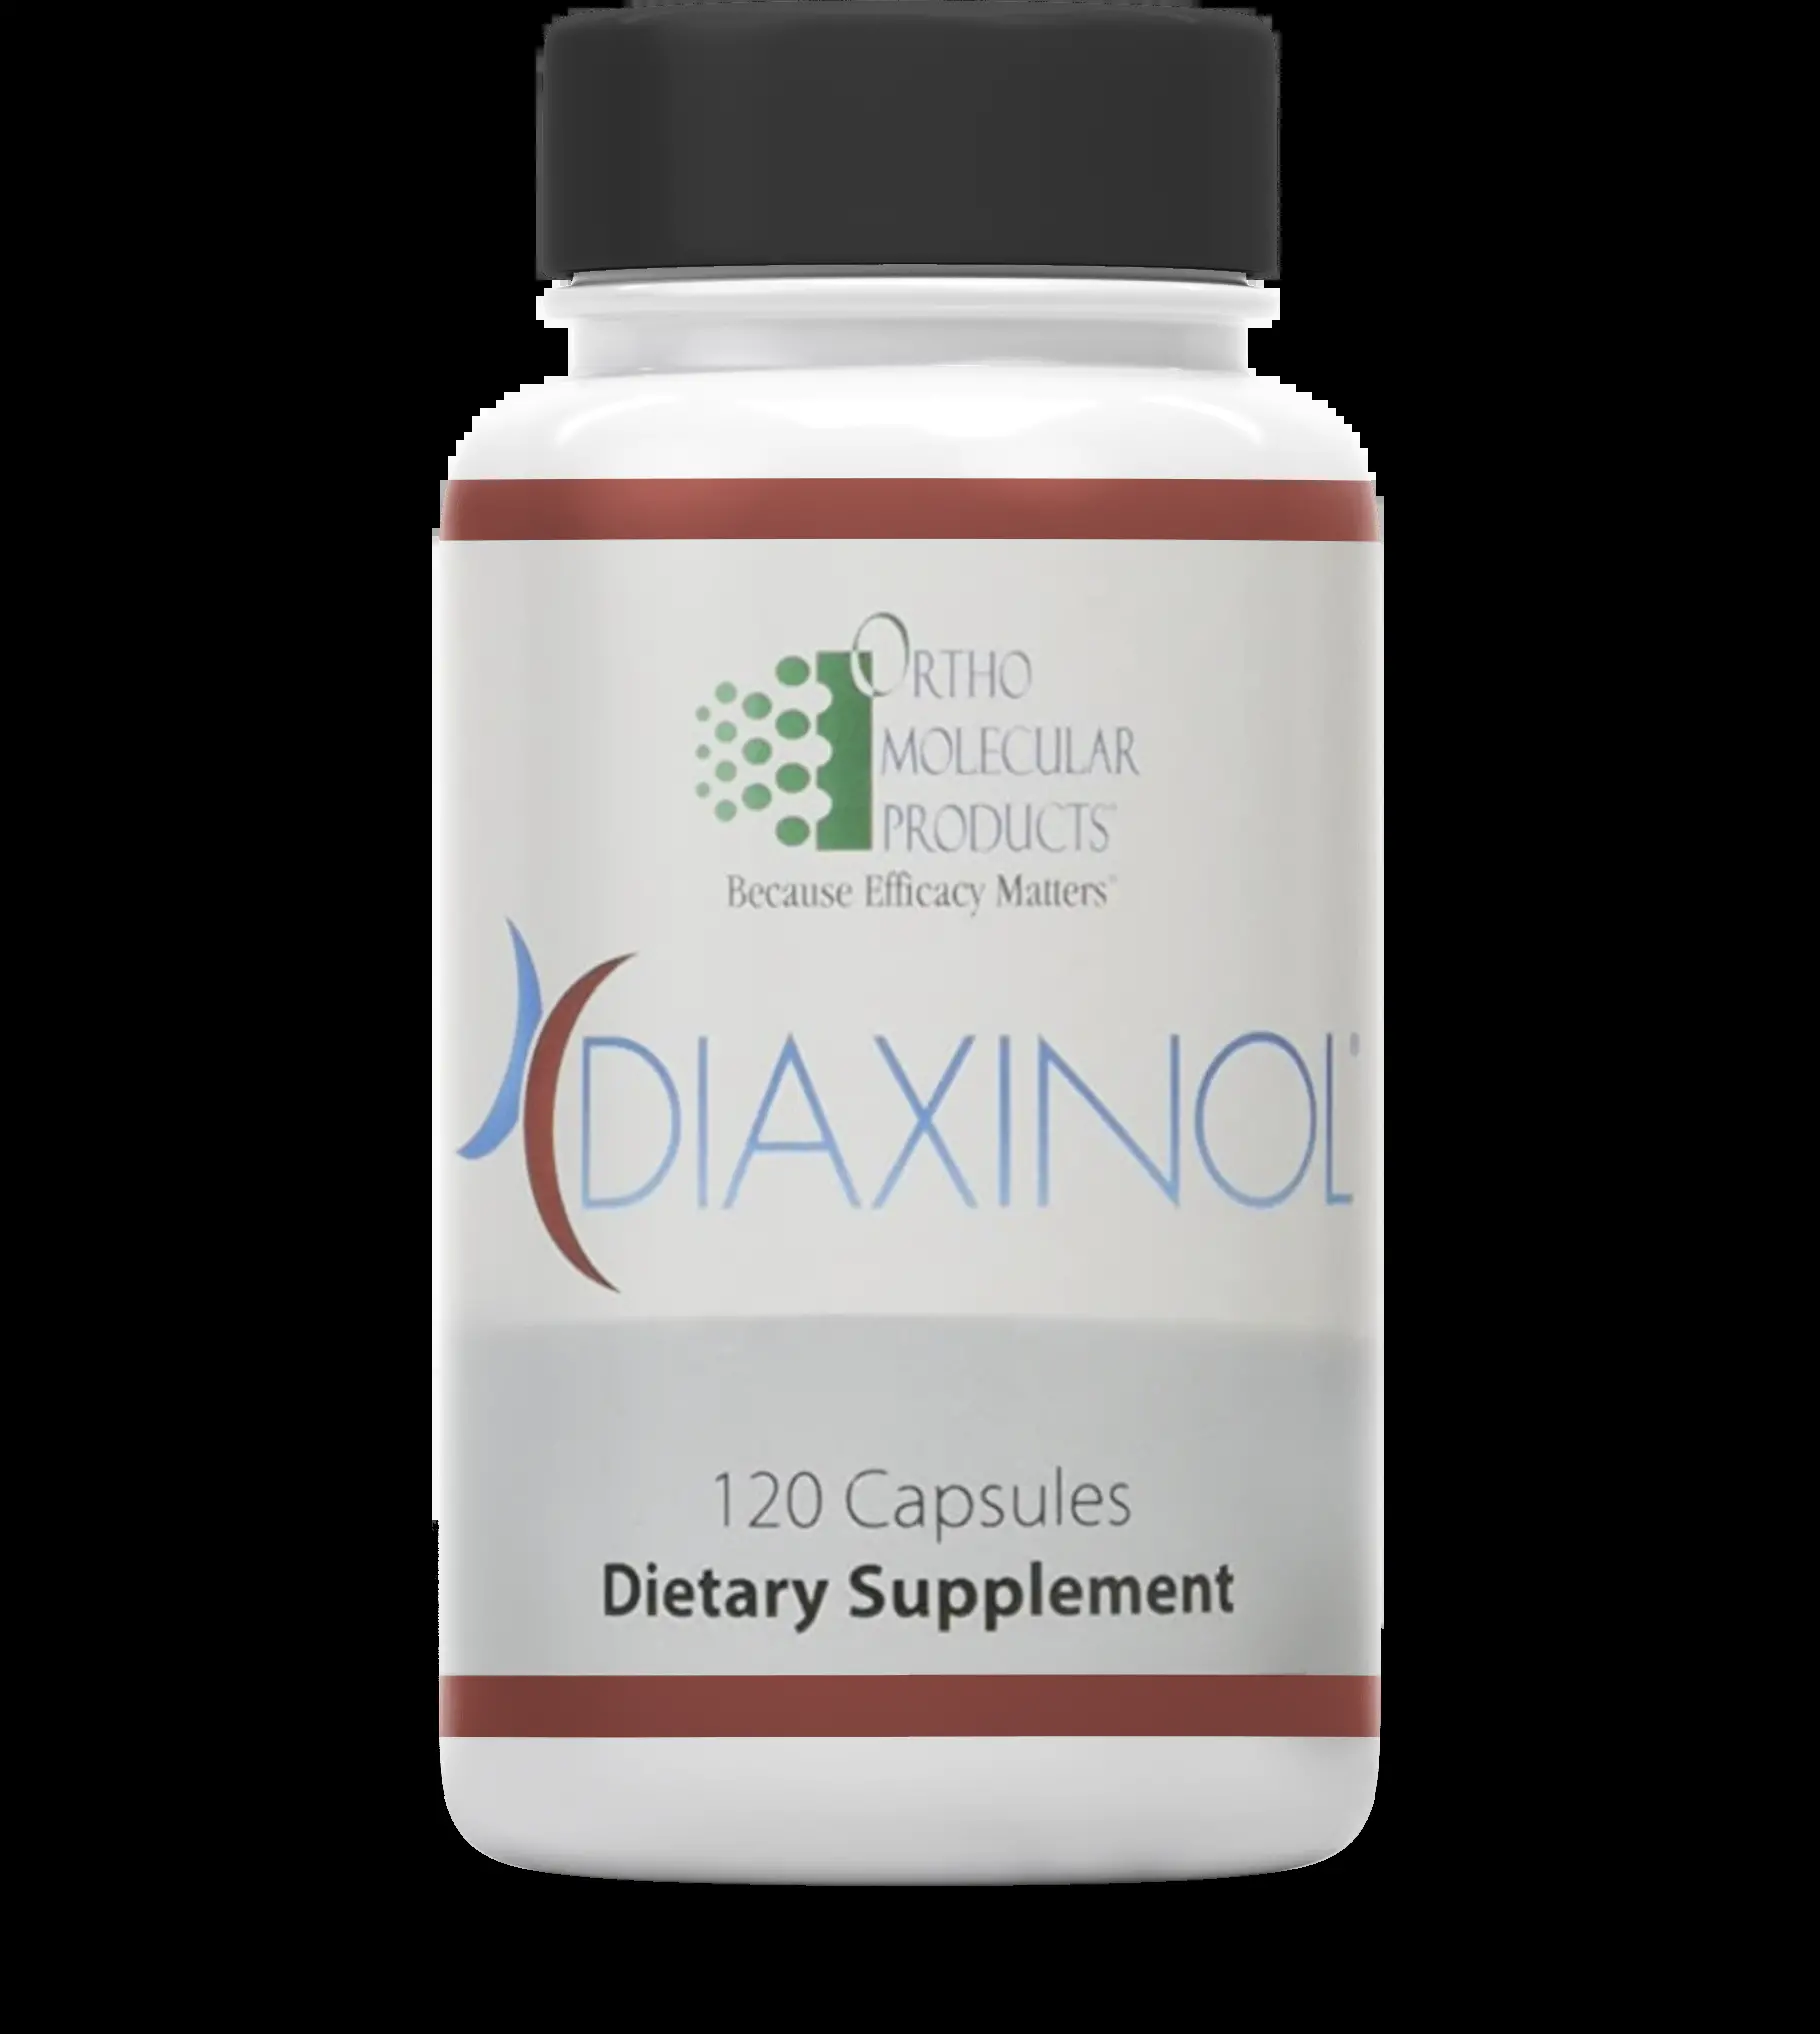 ORTHO
MOLECULAR
PRODUCTS
Because Efficacy Matters®
DIAXINOL®
120 Capsules
Dietary Supplement